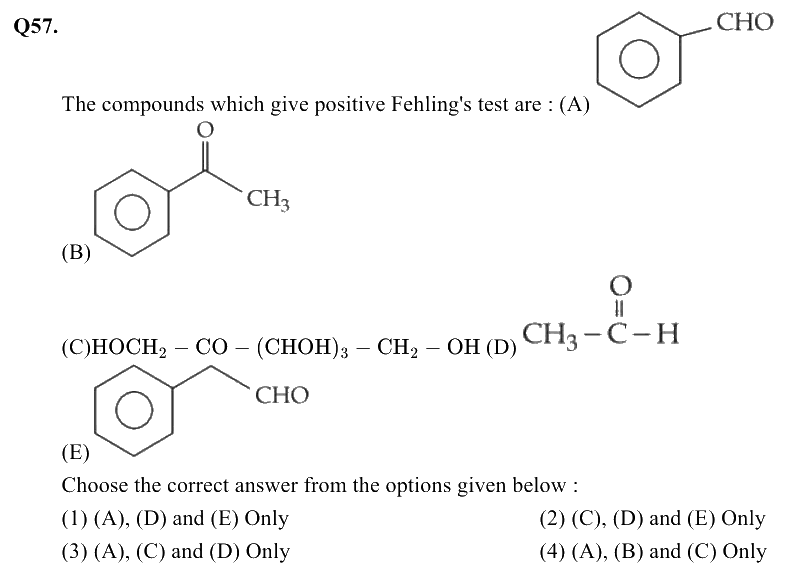 Q57.
CHO
The compounds which give positive Fehling's test are : (A)
O
CH₃
(B)
O
(C)HOCH₂ − CO − (CHOH)₃ − CH₂ − OH (D) CH₃ − C − H
CHO
(E)
Choose the correct answer from the options given below :
(1) (A), (D) and (E) Only (2) (C), (D) and (E) Only
(3) (A), (C) and (D) Only (4) (A), (B) and (C) Only